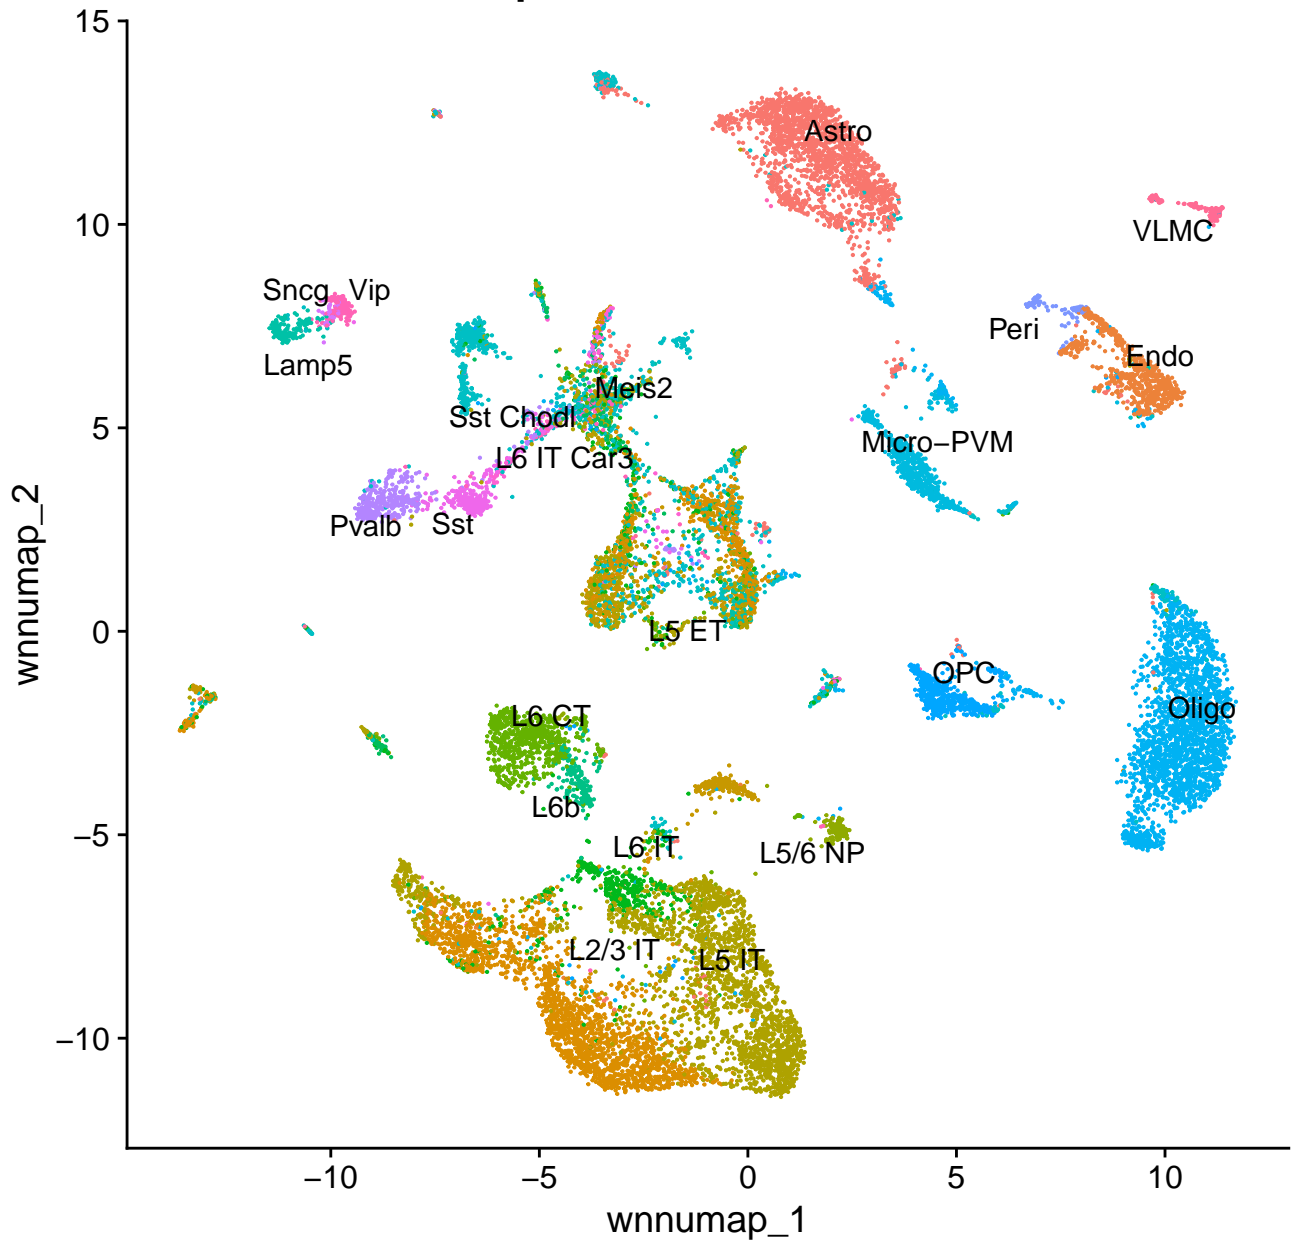 15
10
5
0
−5
−10
wnnumap_2
Astro
VLMC
Sncg Vip
Peri
Endo
Lamp5
Meis2
Sst Chodl
Micro−PVM
L6 IT Car3
Pvalb
Sst
L5 ET
OPC
Oligo
L6 CT
L6b
L6 IT
L5/6 NP
L2/3 IT
L5 IT
−10
−5
0
5
10
wnnumap_1